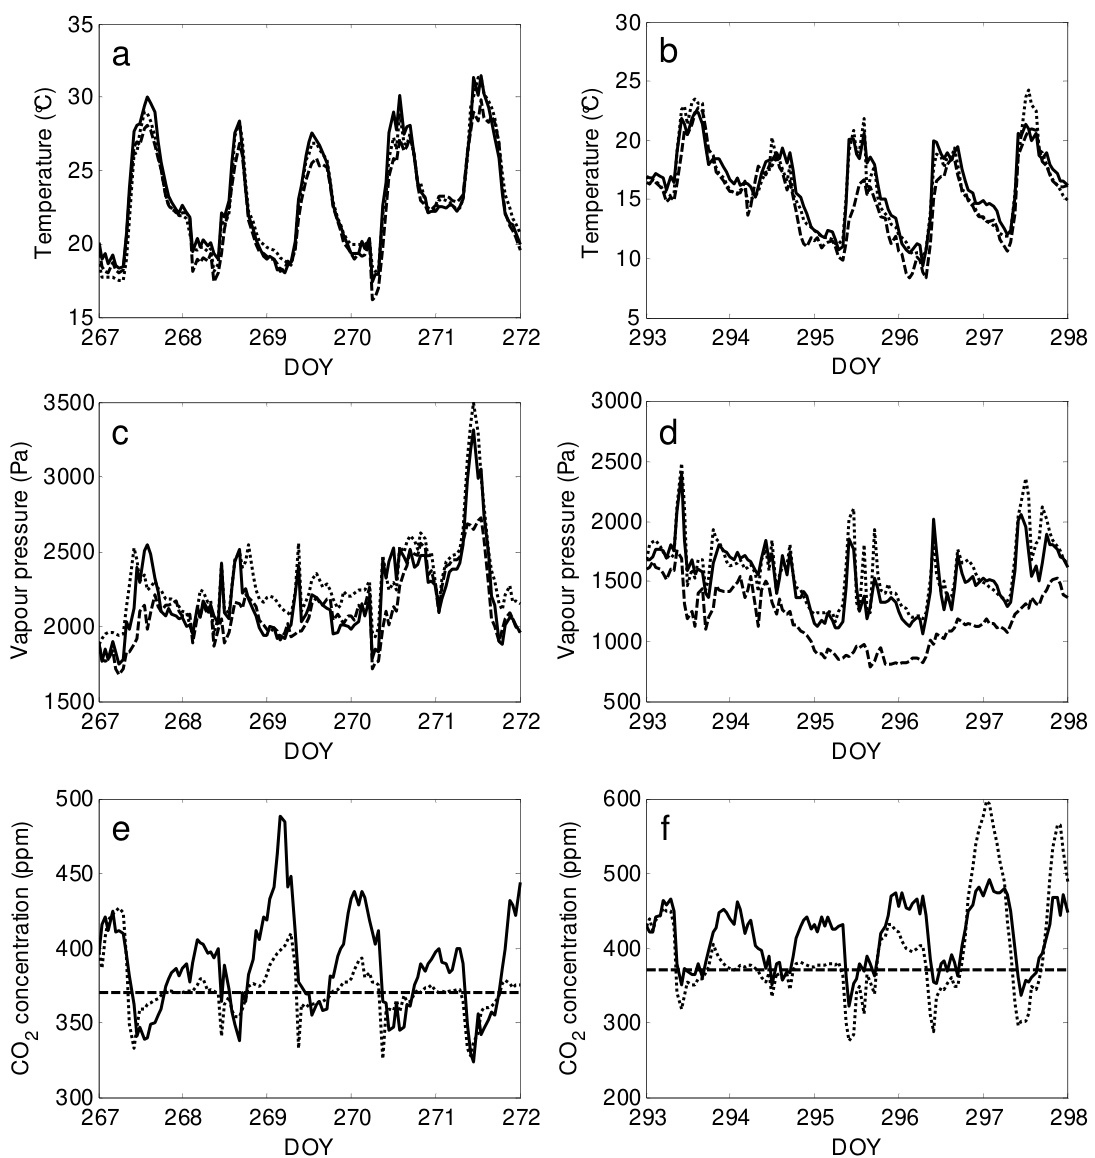 a
Temperature (°C)
35
30
25
20
15
267 268 269 270 271 272
DOY
b
Temperature (°C)
30
25
20
15
10
5
293 294 295 296 297 298
DOY
c
Vapour pressure (Pa)
3500
3000
2500
2000
1500
267 268 269 270 271 272
DOY
d
Vapour pressure (Pa)
3000
2500
2000
1500
1000
500
293 294 295 296 297 298
DOY
e
CO2 concentration (ppm)
500
450
400
350
300
267 268 269 270 271 272
DOY
f
CO2 concentration (ppm)
600
500
400
300
200
293 294 295 296 297 298
DOY